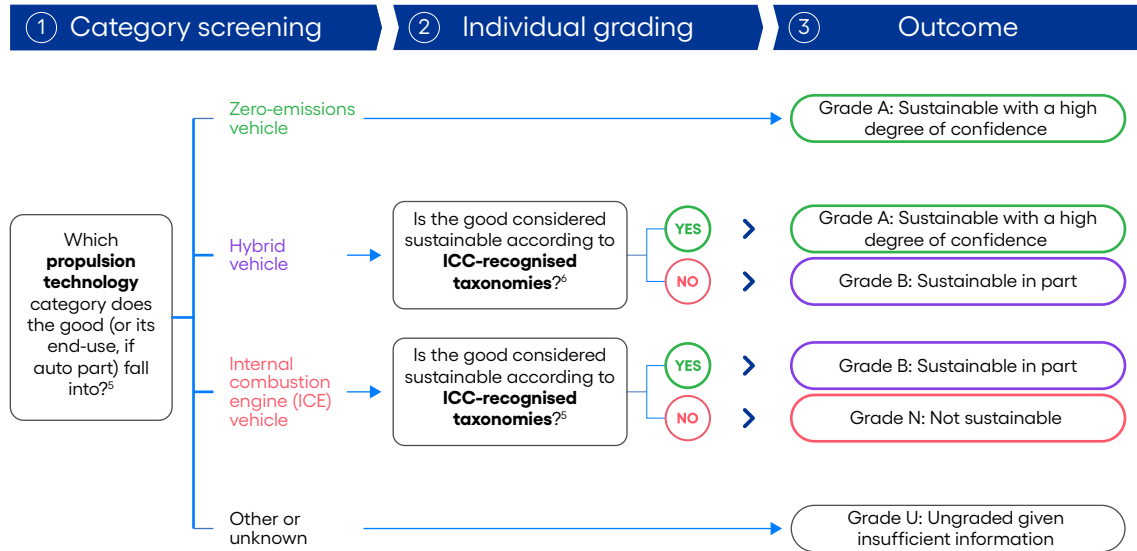 1 Category screening
2 Individual grading
3 Outcome
Zero-emissions
vehicle
Grade A: Sustainable with a high
degree of confidence
Which
propulsion
technology
category does
the good (or its
end-use, if
auto part) fall
into?⁵
Hybrid
vehicle
Is the good considered
sustainable according to
ICC-recognised
taxonomies?⁶
YES
Grade A: Sustainable with a high
degree of confidence
NO
Grade B: Sustainable in part
Internal
combustion
engine (ICE)
vehicle
Is the good considered
sustainable according to
ICC-recognised
taxonomies?⁵
YES
Grade B: Sustainable in part
NO
Grade N: Not sustainable
Other or
unknown
Grade U: Ungraded given
insufficient information